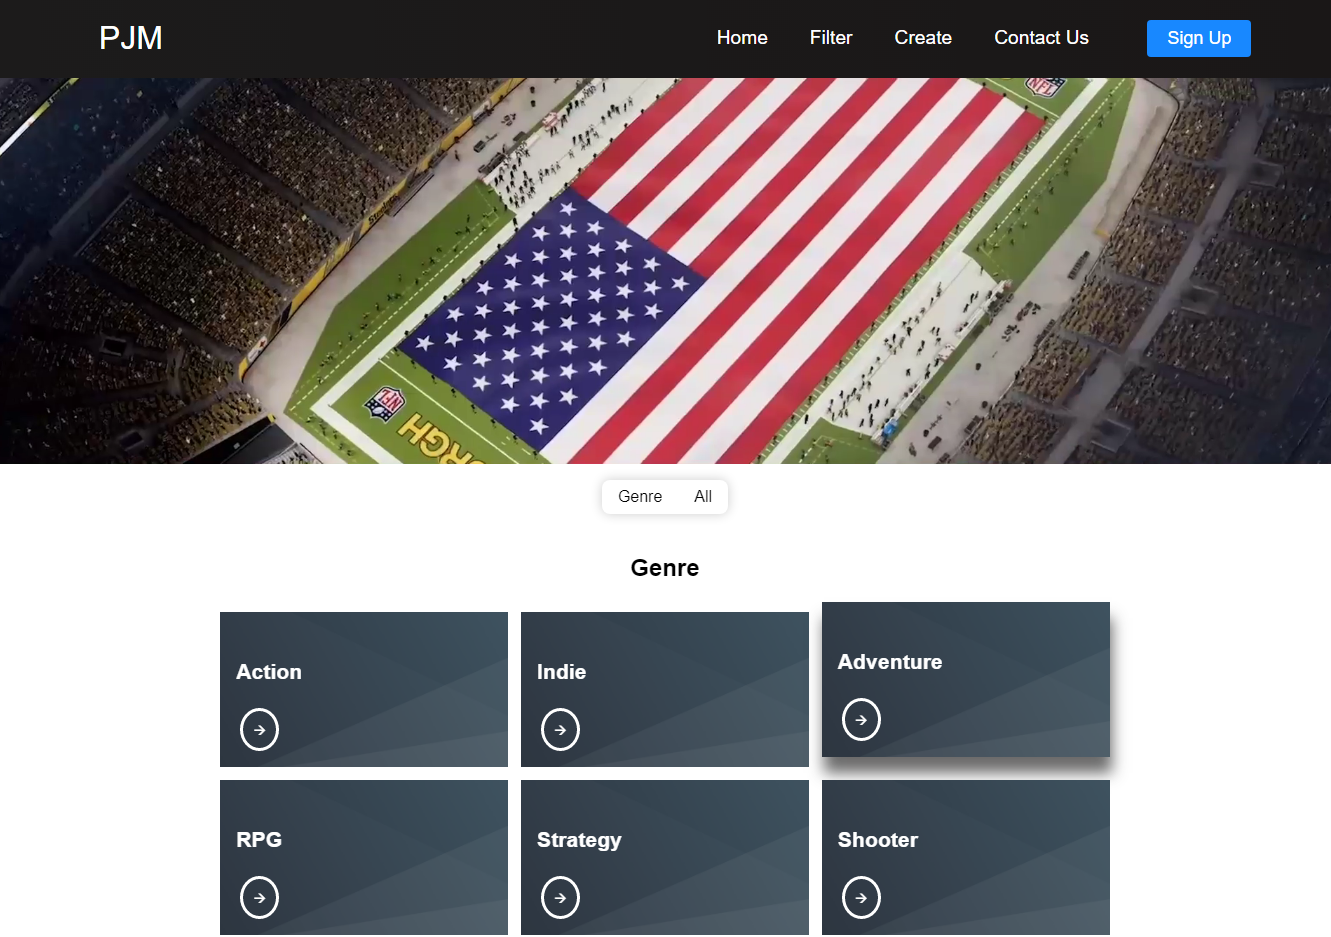 PJM
Home
Filter
Create
Contact Us
Sign Up
NFL
Steelers
NFL
Genre
All
Genre
Action
Indie
Adventure
RPG
Strategy
Shooter